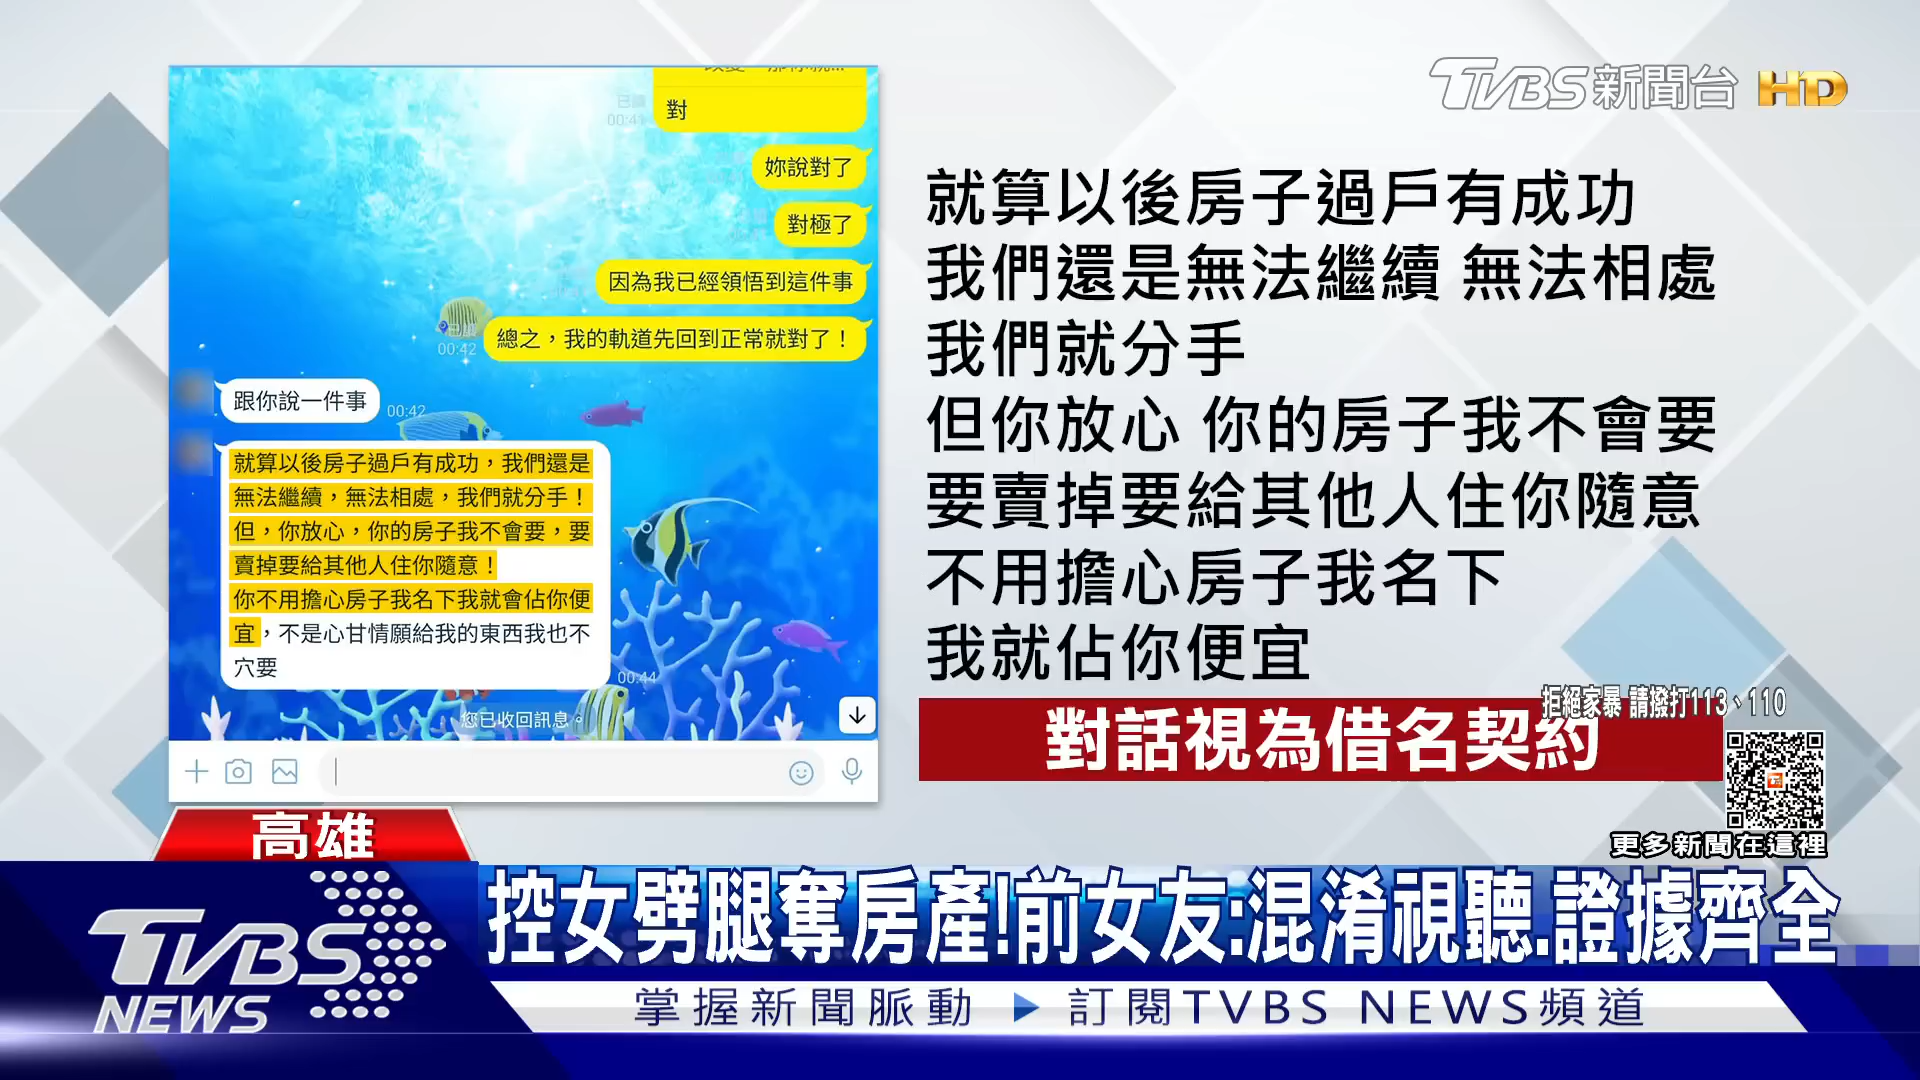 對
已讀
00:41
妳說對了
對極了
因為我已經領悟到這件事
已讀
00:42
總之，我的軌道先回到正常就對了！
跟你說一件事
00:42
就算以後房子過戶有成功，我們還是
無法繼續，無法相處，我們就分手！
但，你放心，你的房子我不會要，要
賣掉要給其他人住你隨意！
你不用擔心房子我名下我就會佔你便
宜，不是心甘情願給我的東西我也不
穴要
00:44
您已收回訊息。
TVBS新聞台 HD
就算以後房子過戶有成功
我們還是無法繼續 無法相處
我們就分手
但你放心 你的房子我不會要
要賣掉要給其他人住你隨意
不用擔心房子我名下
我就佔你便宜
拒絕家暴 請撥打113、110
對話視為借名契約
更多新聞在這裡
高雄
控女劈腿奪房產!前女友:混淆視聽.證據齊全
TVBS
NEWS
掌握新聞脈動 ▶ 訂閱TVBS NEWS頻道